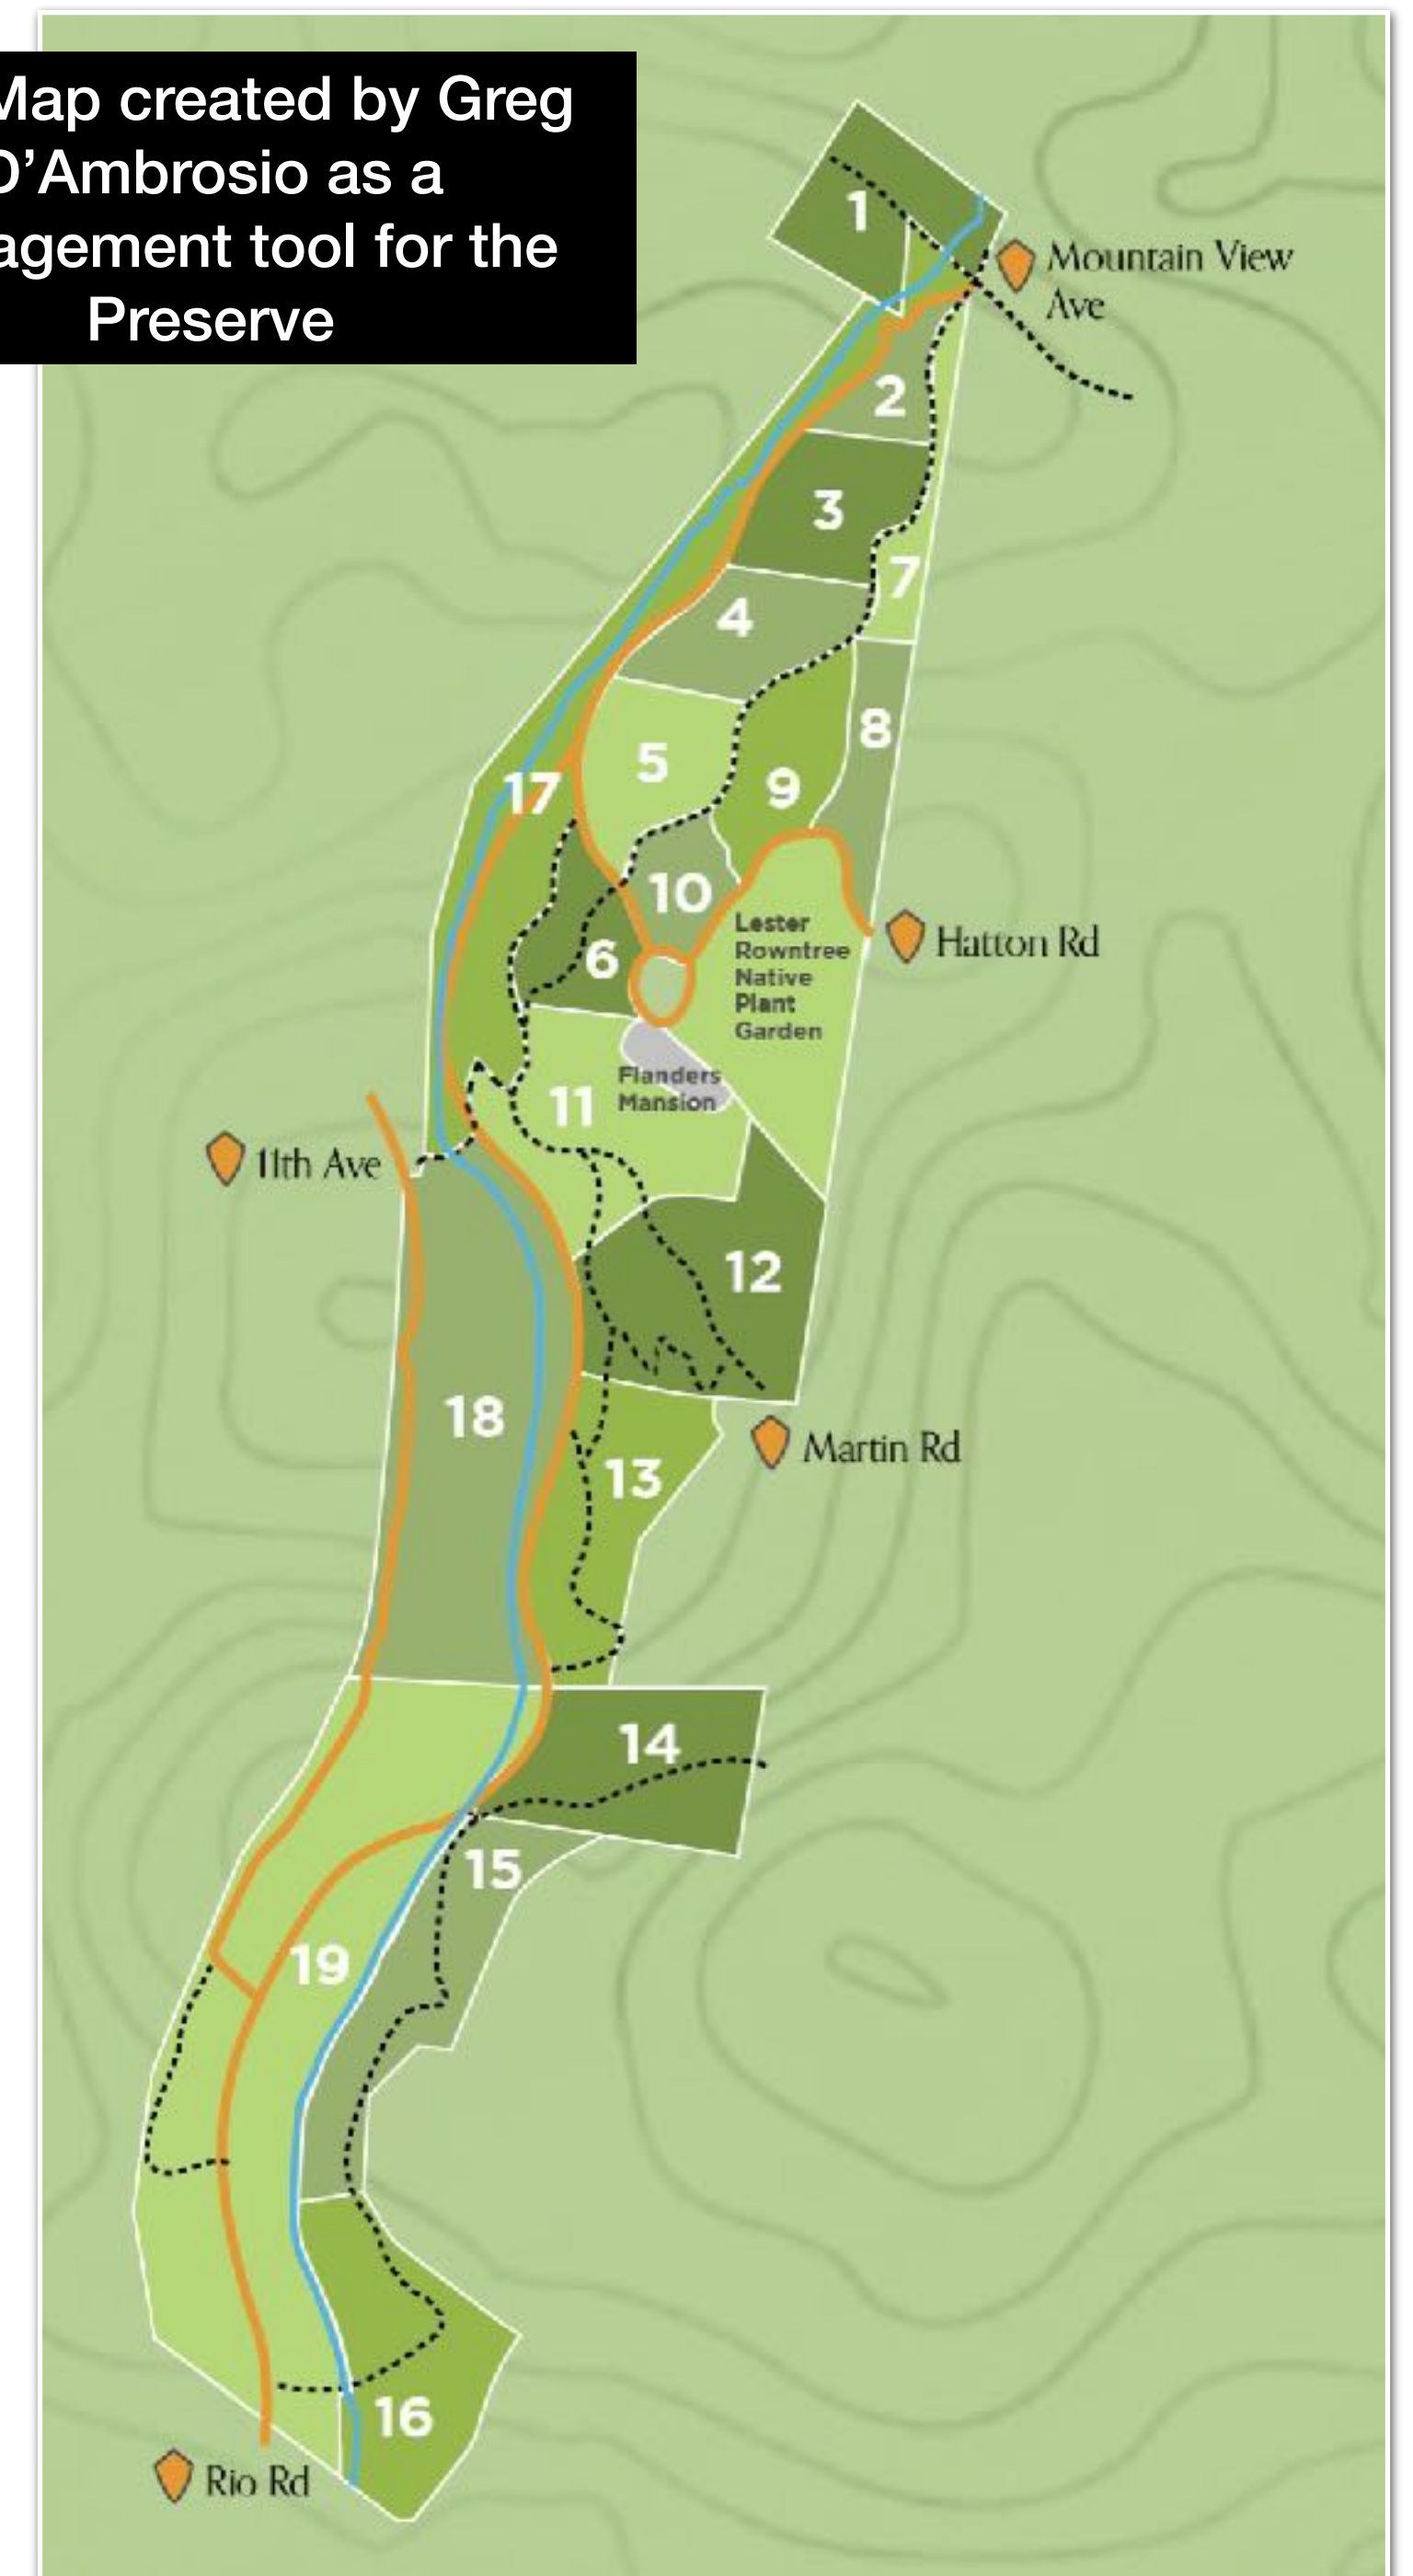 Map created by Greg
D'Ambrosio as a
agement tool for the
Preserve
1
Mountain View
Ave
2
3
7
4
8
5
9
17
10
Lester
Rowntree
Native
Plant
Garden
Hatton Rd
6
Flanders
Mansion
11
11th Ave
12
18
Martin Rd
13
14
15
19
16
Rio Rd